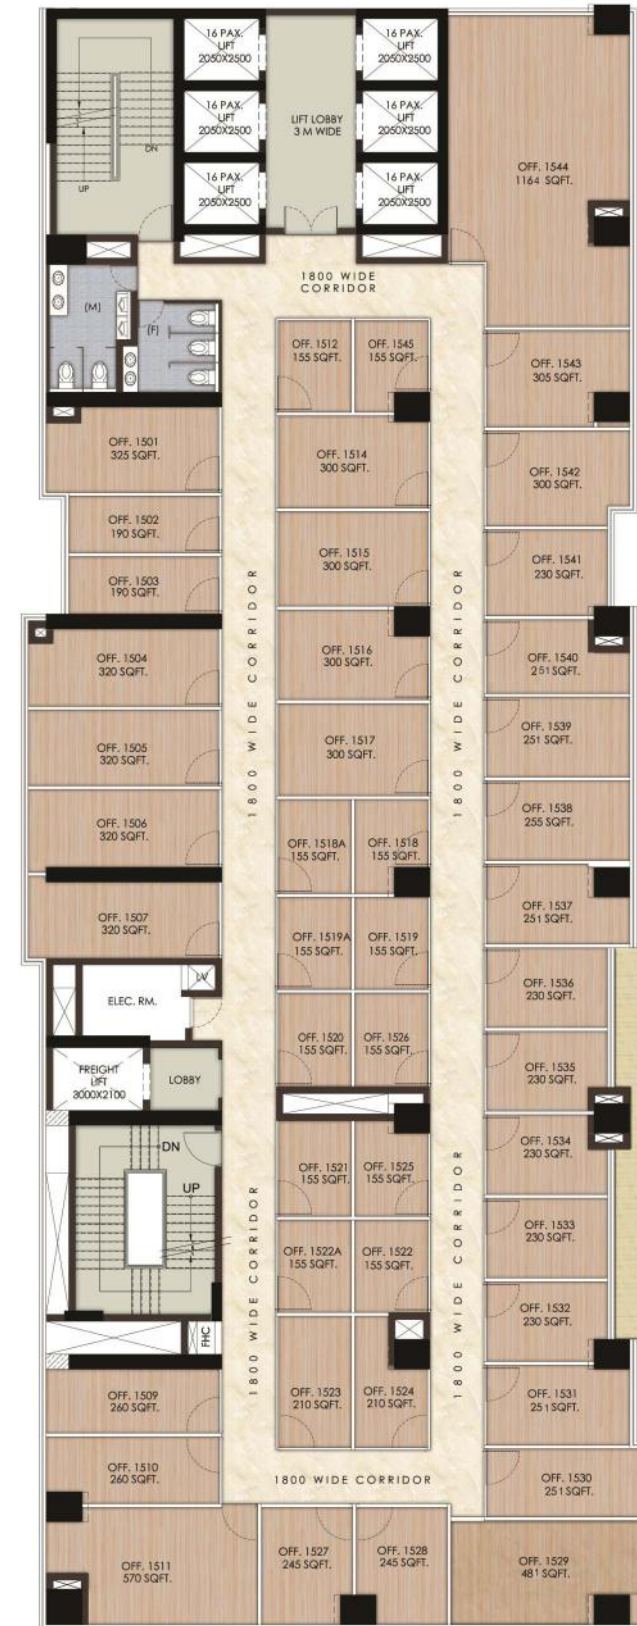 16 PAX.
LIFT
2050X2500
16 PAX.
LIFT
2050X2500
16 PAX.
LIFT
2050X2500
16 PAX.
LIFT
2050X2500
16 PAX.
LIFT
2050X2500
16 PAX.
LIFT
2050X2500
LIFT LOBBY
3 M WIDE
DN
UP
OFF. 1544
1164 SQFT.
1800 WIDE
CORRIDOR
(M)
(F)
OFF. 1512
155 SQFT.
OFF. 1545
155 SQFT.
OFF. 1543
305 SQFT.
OFF. 1501
325 SQFT.
OFF. 1514
300 SQFT.
OFF. 1542
300 SQFT.
OFF. 1502
190 SQFT.
OFF. 1515
300 SQFT.
OFF. 1541
230 SQFT.
OFF. 1503
190 SQFT.
1800 WIDE CORRIDOR
1800 WIDE CORRIDOR
OFF. 1504
320 SQFT.
OFF. 1516
300 SQFT.
OFF. 1540
251 SQFT.
OFF. 1505
320 SQFT.
OFF. 1517
300 SQFT.
OFF. 1539
251 SQFT.
OFF. 1506
320 SQFT.
OFF. 1518A
155 SQFT.
OFF. 1518
155 SQFT.
OFF. 1538
255 SQFT.
OFF. 1507
320 SQFT.
OFF. 1519A
155 SQFT.
OFF. 1519
155 SQFT.
OFF. 1537
251 SQFT.
ELEC. RM.
LV
OFF. 1536
230 SQFT.
OFF. 1520
155 SQFT.
OFF. 1526
155 SQFT.
FREIGHT
LIFT
3000X2100
LOBBY
OFF. 1535
230 SQFT.
DN
UP
OFF. 1521
155 SQFT.
OFF. 1525
155 SQFT.
OFF. 1534
230 SQFT.
1800 WIDE CORRIDOR
1800 WIDE CORRIDOR
OFF. 1522A
155 SQFT.
OFF. 1522
155 SQFT.
OFF. 1533
230 SQFT.
FHC
OFF. 1532
230 SQFT.
OFF. 1509
260 SQFT.
OFF. 1523
210 SQFT.
OFF. 1524
210 SQFT.
OFF. 1531
251 SQFT.
OFF. 1510
260 SQFT.
1800 WIDE CORRIDOR
OFF. 1530
251 SQFT.
OFF. 1511
570 SQFT.
OFF. 1527
245 SQFT.
OFF. 1528
245 SQFT.
OFF. 1529
481 SQFT.